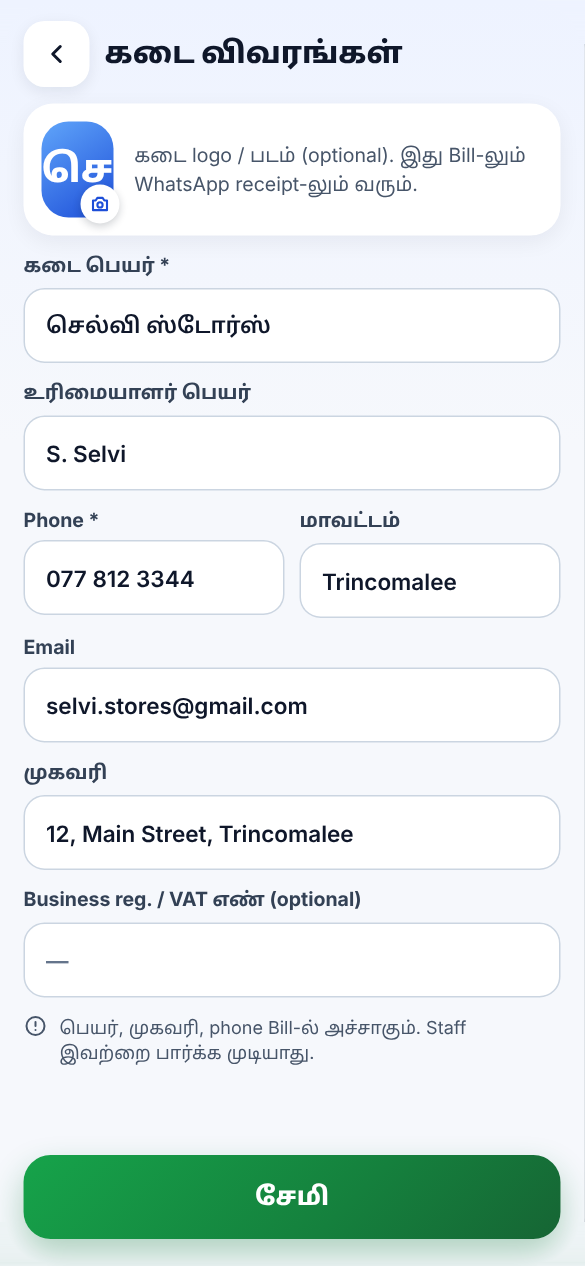 கடை விவரங்கள்
செ
கடை logo / படம் (optional). இது Bill-லும்
WhatsApp receipt-லும் வரும்.
கடை பெயர் *
செல்வி ஸ்டோர்ஸ்
உரிமையாளர் பெயர்
S. Selvi
Phone *
மாவட்டம்
077 812 3344
Trincomalee
Email
selvi.stores@gmail.com
முகவரி
12, Main Street, Trincomalee
Business reg. / VAT எண் (optional)
—
பெயர், முகவரி, phone Bill-ல் அச்சாகும். Staff
இவற்றை பார்க்க முடியாது.
சேமி